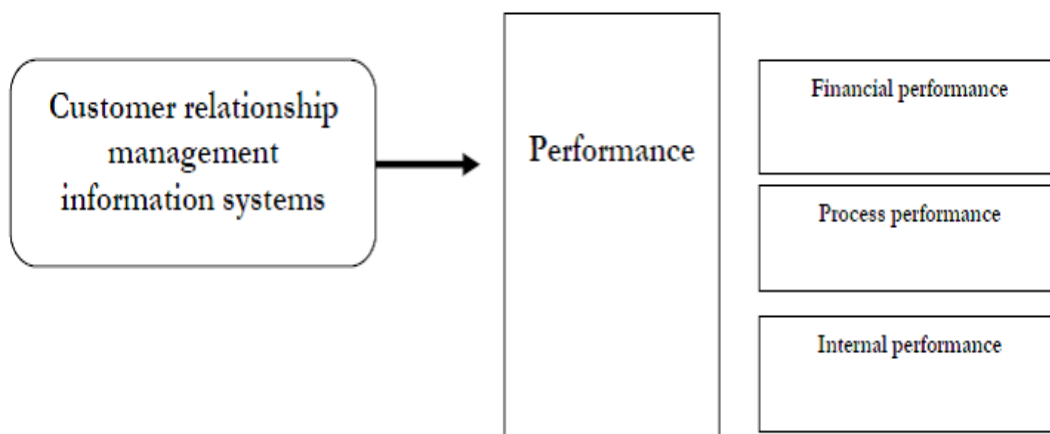 Customer relationship
management
information systems
Performance
Financial performance
Process performance
Internal performance